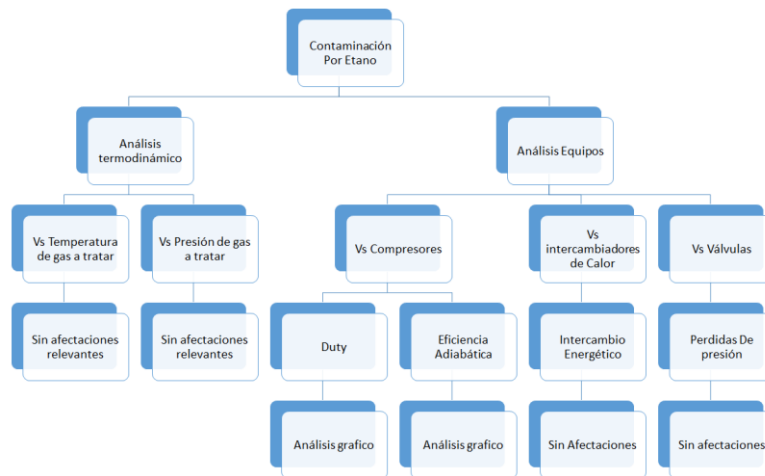 Contaminación
Por Etano
Análisis
termodinámico
Análisis Equipos
Vs Temperatura
de gas a tratar
Vs Presión de gas
a tratar
Vs Compresores
Vs
intercambiadores
de Calor
Vs Válvulas
Sin afectaciones
relevantes
Sin afectaciones
relevantes
Duty
Eficiencia
Adiabática
Intercambio
Energético
Perdidas De
presión
Análisis grafico
Análisis grafico
Sin Afectaciones
Sin afectaciones